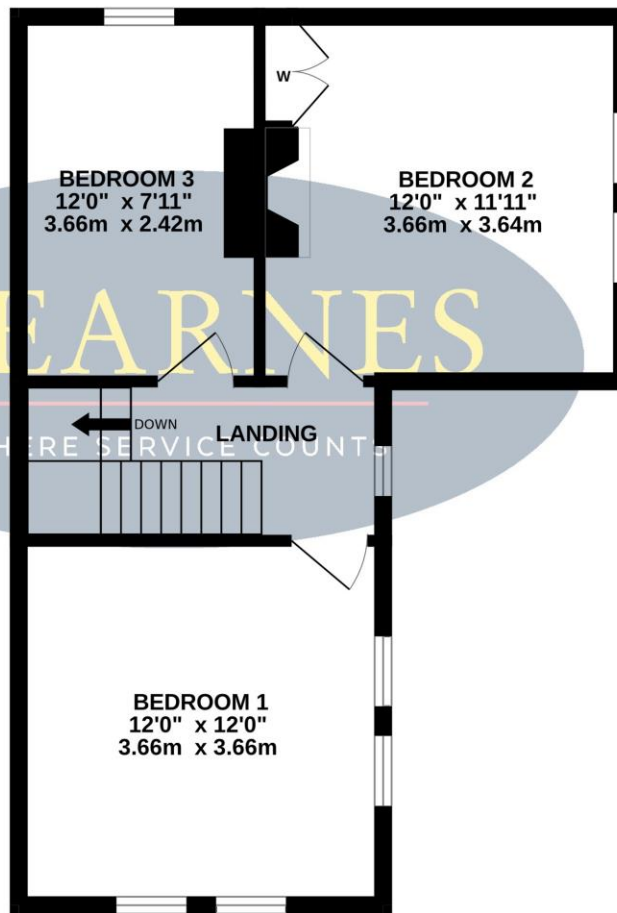 BEDROOM 3
12'0" x 7'11"
3.66m x 2.42m
W
BEDROOM 2
12'0" x 11'11"
3.66m x 3.64m
EARNES
DOWN
LANDING
HERE SERVICE COUNTS
BEDROOM 1
12'0" x 12'0"
3.66m x 3.66m